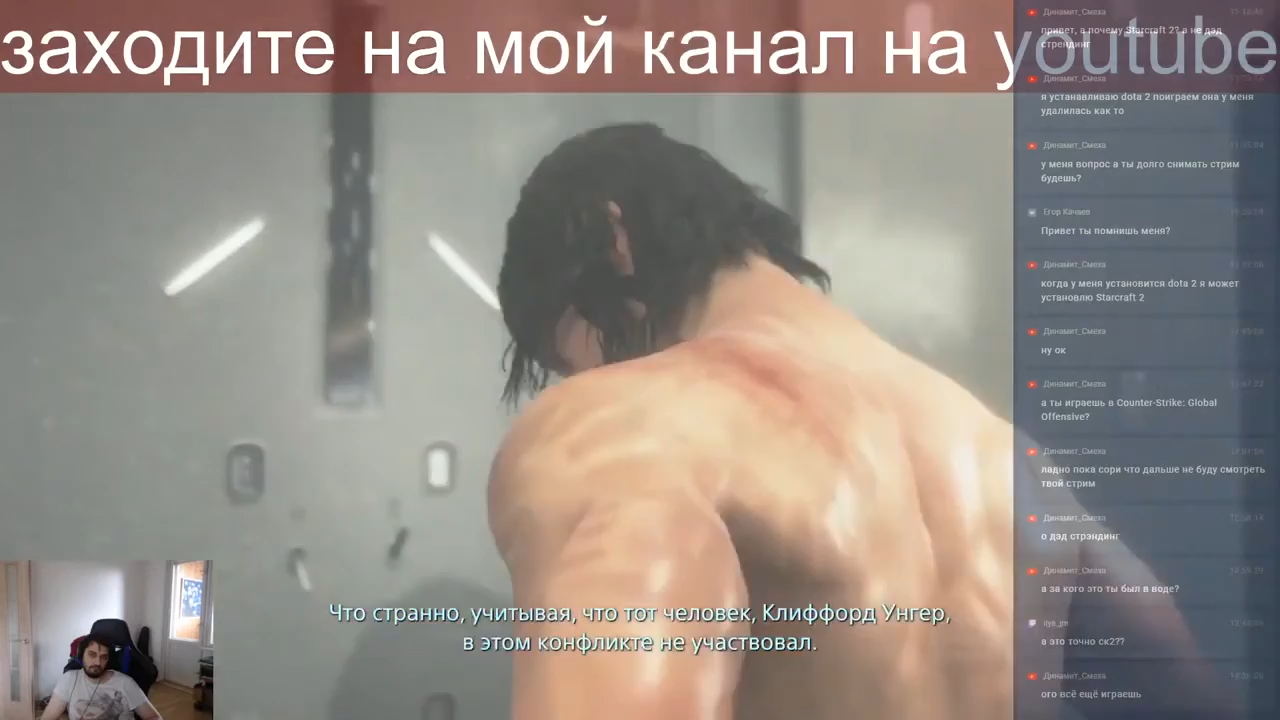 заходите на мой канал на youtube
Динамит_Смеха
привет, а почему Starcraft 2? а не дэд
стрендинг
Динамит_Смеха
я устанавливаю dota 2 поиграем она у меня
удалилась как то
Динамит_Смеха
у меня вопрос а ты долго снимать стрим
будешь?
Егор Качаев
Привет ты помнишь меня?
Динамит_Смеха
когда у меня установится dota 2 я может
установлю Starcraft 2
Динамит_Смеха
ну ок
Динамит_Смеха
а ты играешь в Counter-Strike: Global
Offensive?
Динамит_Смеха
ладно пока сори что дальше не буду смотреть
твой стрим
Динамит_Смеха
о дэд стрэндинг
Динамит_Смеха
а за кого это ты был в воде?
а это точно ск2??
Динамит_Смеха
ого всё ещё играешь
Что странно, учитывая, что тот человек, Клиффорд Унгер,
в этом конфликте не участвовал.